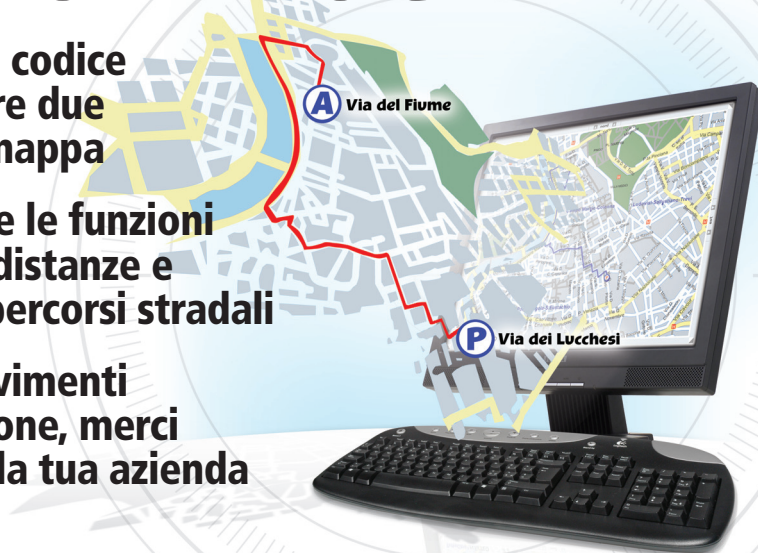 codice
re due
mappa
e le funzioni
distanze e
percorsi stradali
vimenti
one, merci
la tua azienda
A Via del Fiume
P Via dei Lucchesi